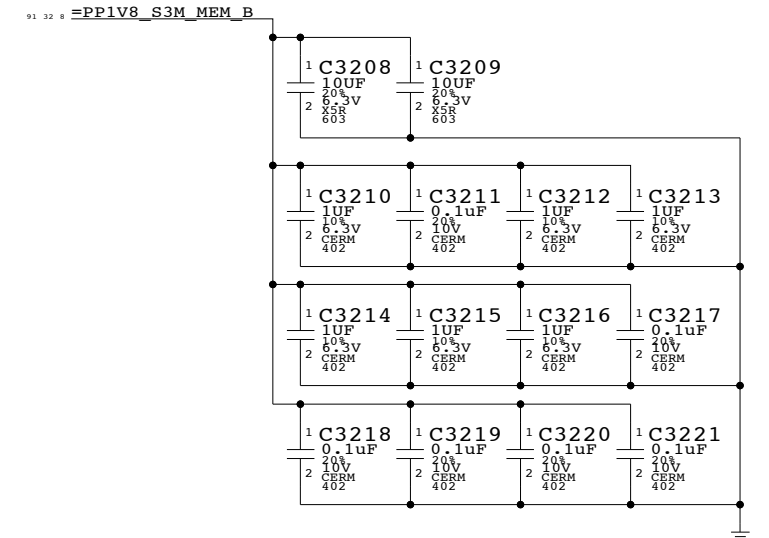 91 32 8 =PP1V8_S3M_MEM_B
1 C3208
10UF
20%
6.3V
2 X5R
603
1 C3209
10UF
20%
6.3V
2 X5R
603
1 C3210
1UF
10%
6.3V
2 CERM
402
1 C3211
0.1uF
20%
10V
2 CERM
402
1 C3212
1UF
10%
6.3V
2 CERM
402
1 C3213
1UF
10%
6.3V
2 CERM
402
1 C3214
1UF
10%
6.3V
2 CERM
402
1 C3215
1UF
10%
6.3V
2 CERM
402
1 C3216
1UF
10%
6.3V
2 CERM
402
1 C3217
0.1uF
20%
10V
2 CERM
402
1 C3218
0.1uF
20%
10V
2 CERM
402
1 C3219
0.1uF
20%
10V
2 CERM
402
1 C3220
0.1uF
20%
10V
2 CERM
402
1 C3221
0.1uF
20%
10V
2 CERM
402